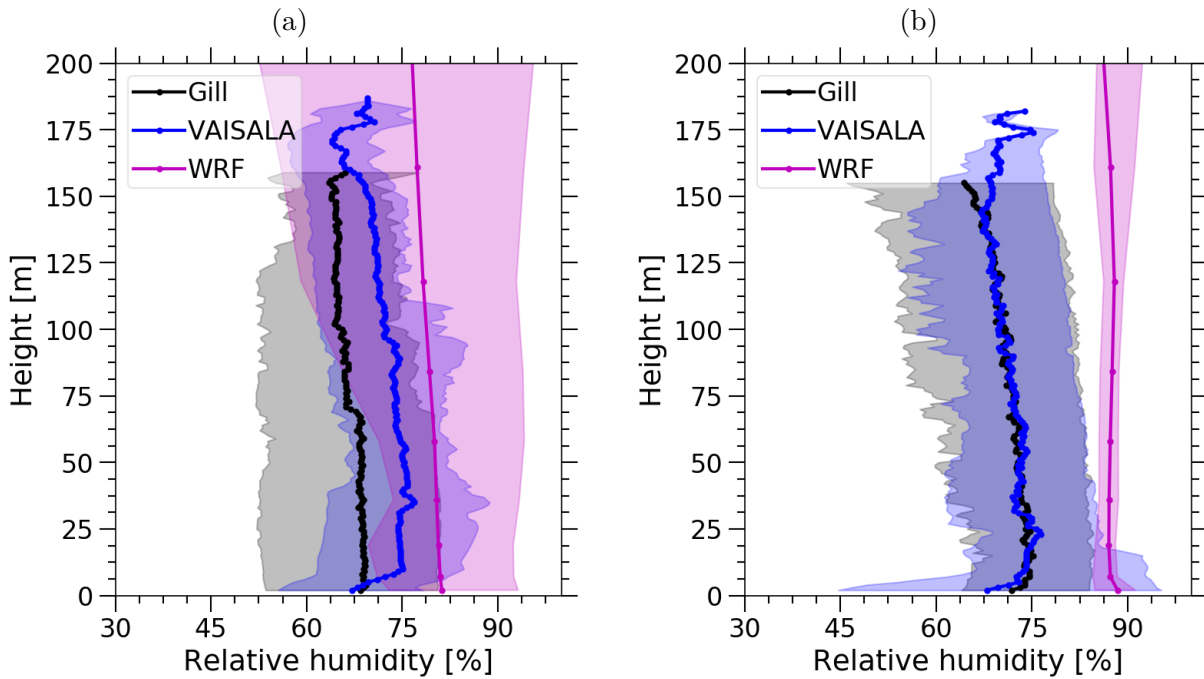 (a)
200
175
150
125
100
75
50
25
0
Height [m]
Gill
VAISALA
WRF
30 45 60 75 90
Relative humidity [%]
(b)
200
175
150
125
100
75
50
25
0
Height [m]
Gill
VAISALA
WRF
30 45 60 75 90
Relative humidity [%]